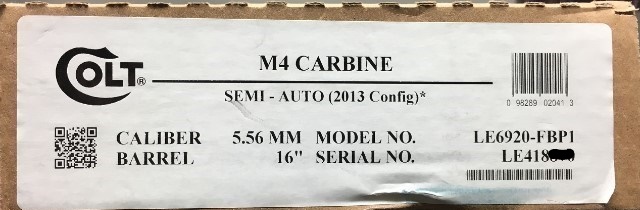 COLT®
M4 CARBINE
SEMI - AUTO (2013 Config)*
0 98289 02041 3
CALIBER 5.56 MM MODEL NO. LE6920-FBP1
BARREL 16" SERIAL NO. LE418